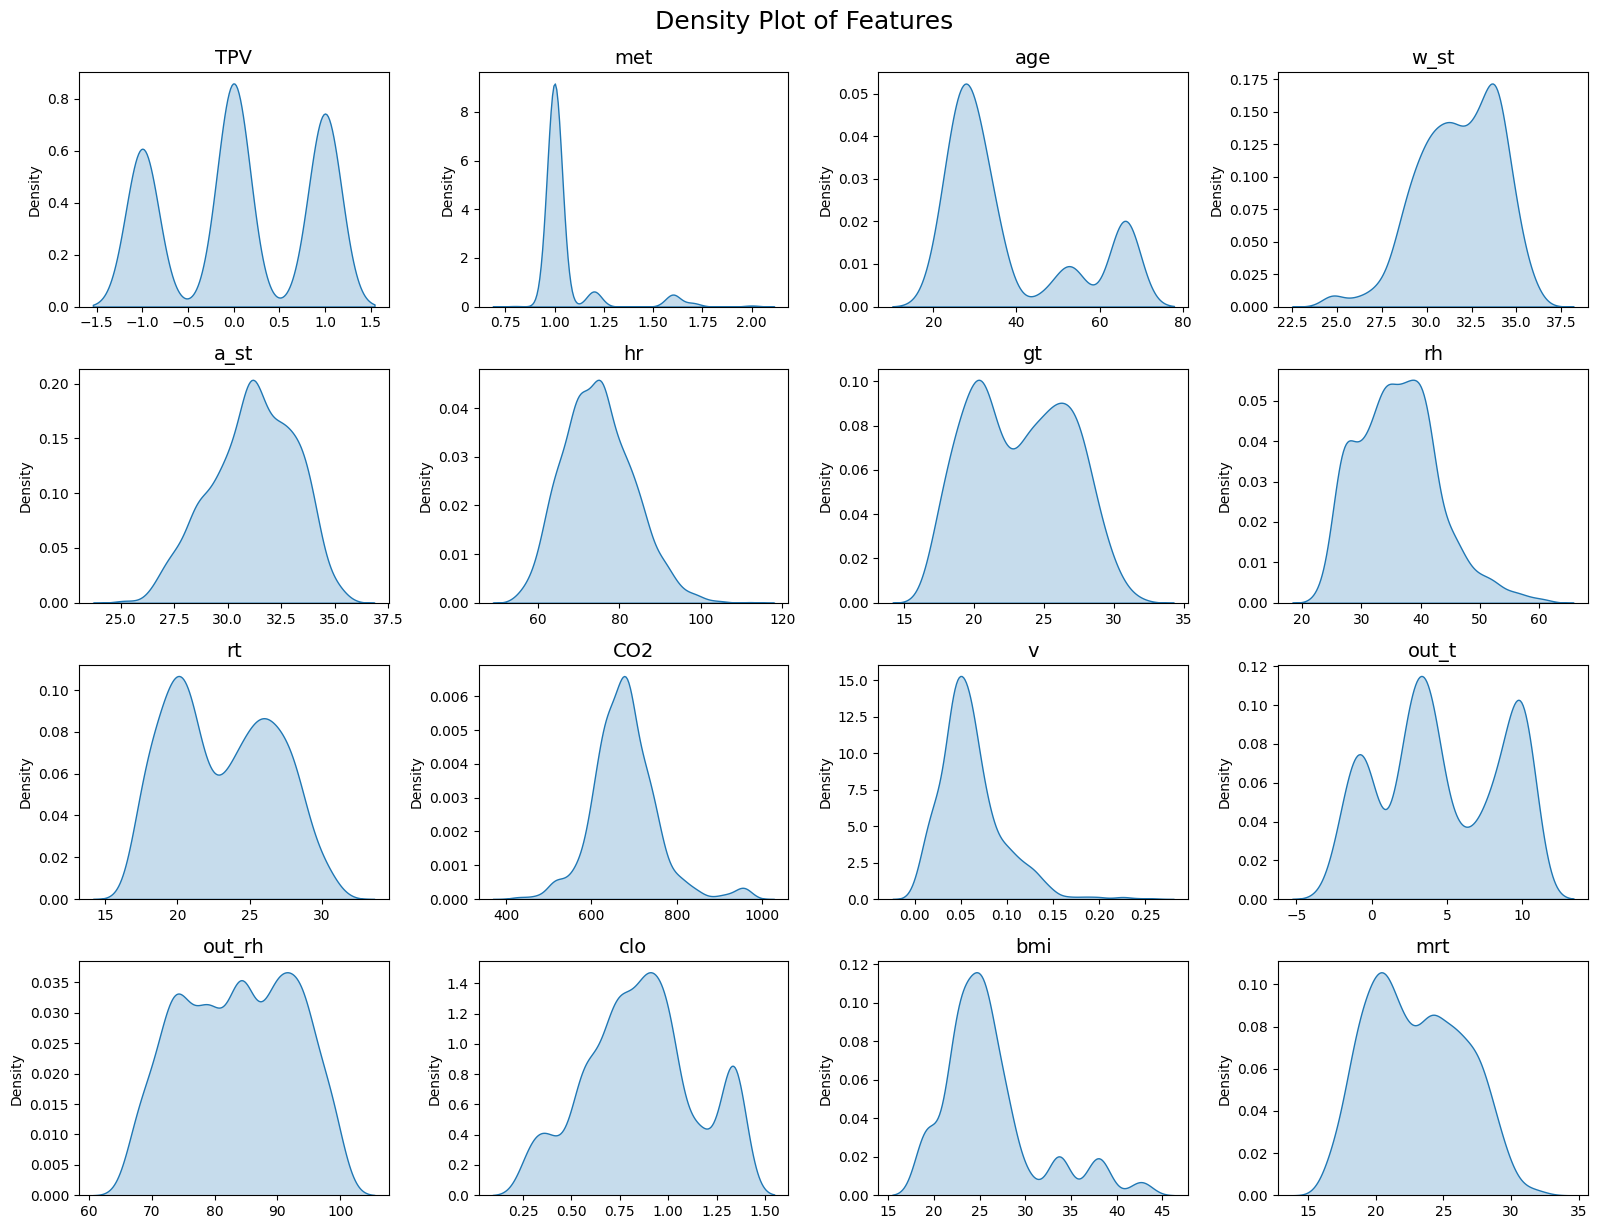 Density Plot of Features
TPV
Density
0.8
0.6
0.4
0.2
0.0
−1.5 −1.0 −0.5 0.0 0.5 1.0 1.5
met
Density
8
6
4
2
0
0.75 1.00 1.25 1.50 1.75 2.00
age
Density
0.05
0.04
0.03
0.02
0.01
0.00
20 40 60 80
w_st
Density
0.175
0.150
0.125
0.100
0.075
0.050
0.025
0.000
22.5 25.0 27.5 30.0 32.5 35.0 37.5
a_st
Density
0.20
0.15
0.10
0.05
0.00
25.0 27.5 30.0 32.5 35.0 37.5
hr
Density
0.04
0.03
0.02
0.01
0.00
60 80 100 120
gt
Density
0.10
0.08
0.06
0.04
0.02
0.00
15 20 25 30 35
rh
Density
0.05
0.04
0.03
0.02
0.01
0.00
20 30 40 50 60
rt
Density
0.10
0.08
0.06
0.04
0.02
0.00
15 20 25 30
CO2
Density
0.006
0.005
0.004
0.003
0.002
0.001
0.000
400 600 800 1000
v
Density
15.0
12.5
10.0
7.5
5.0
2.5
0.0
0.00 0.05 0.10 0.15 0.20 0.25
out_t
Density
0.12
0.10
0.08
0.06
0.04
0.02
0.00
−5 0 5 10
out_rh
Density
0.035
0.030
0.025
0.020
0.015
0.010
0.005
0.000
60 70 80 90 100
clo
Density
1.4
1.2
1.0
0.8
0.6
0.4
0.2
0.0
0.25 0.50 0.75 1.00 1.25 1.50
bmi
Density
0.12
0.10
0.08
0.06
0.04
0.02
0.00
15 20 25 30 35 40 45
mrt
Density
0.10
0.08
0.06
0.04
0.02
0.00
15 20 25 30 35